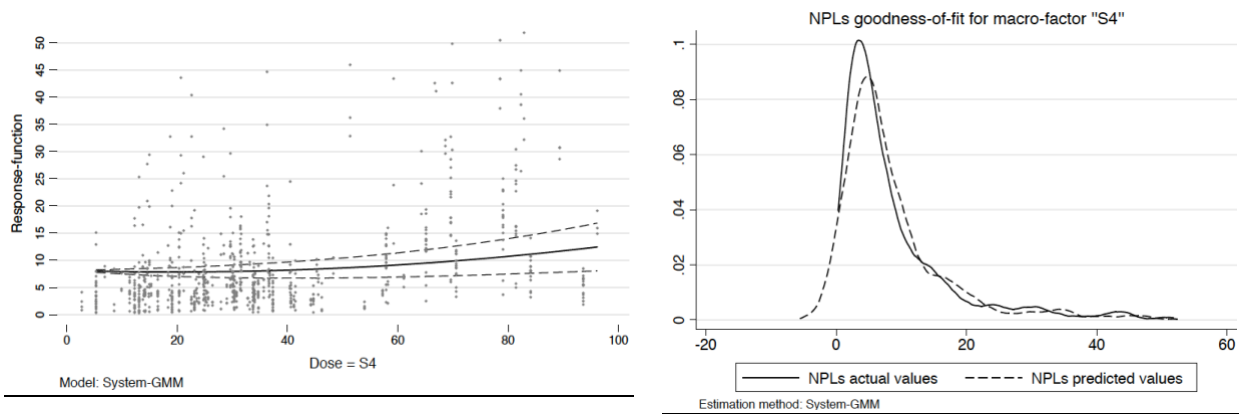 Response-function
50
45
40
35
30
25
20
15
10
5
0
0 20 40 60 80 100
Dose = S4
Model: System-GMM
NPLs goodness-of-fit for macro-factor "S4"
.1
.08
.06
.04
.02
0
-20 0 20 40 60
NPLs actual values NPLs predicted values
Estimation method: System-GMM